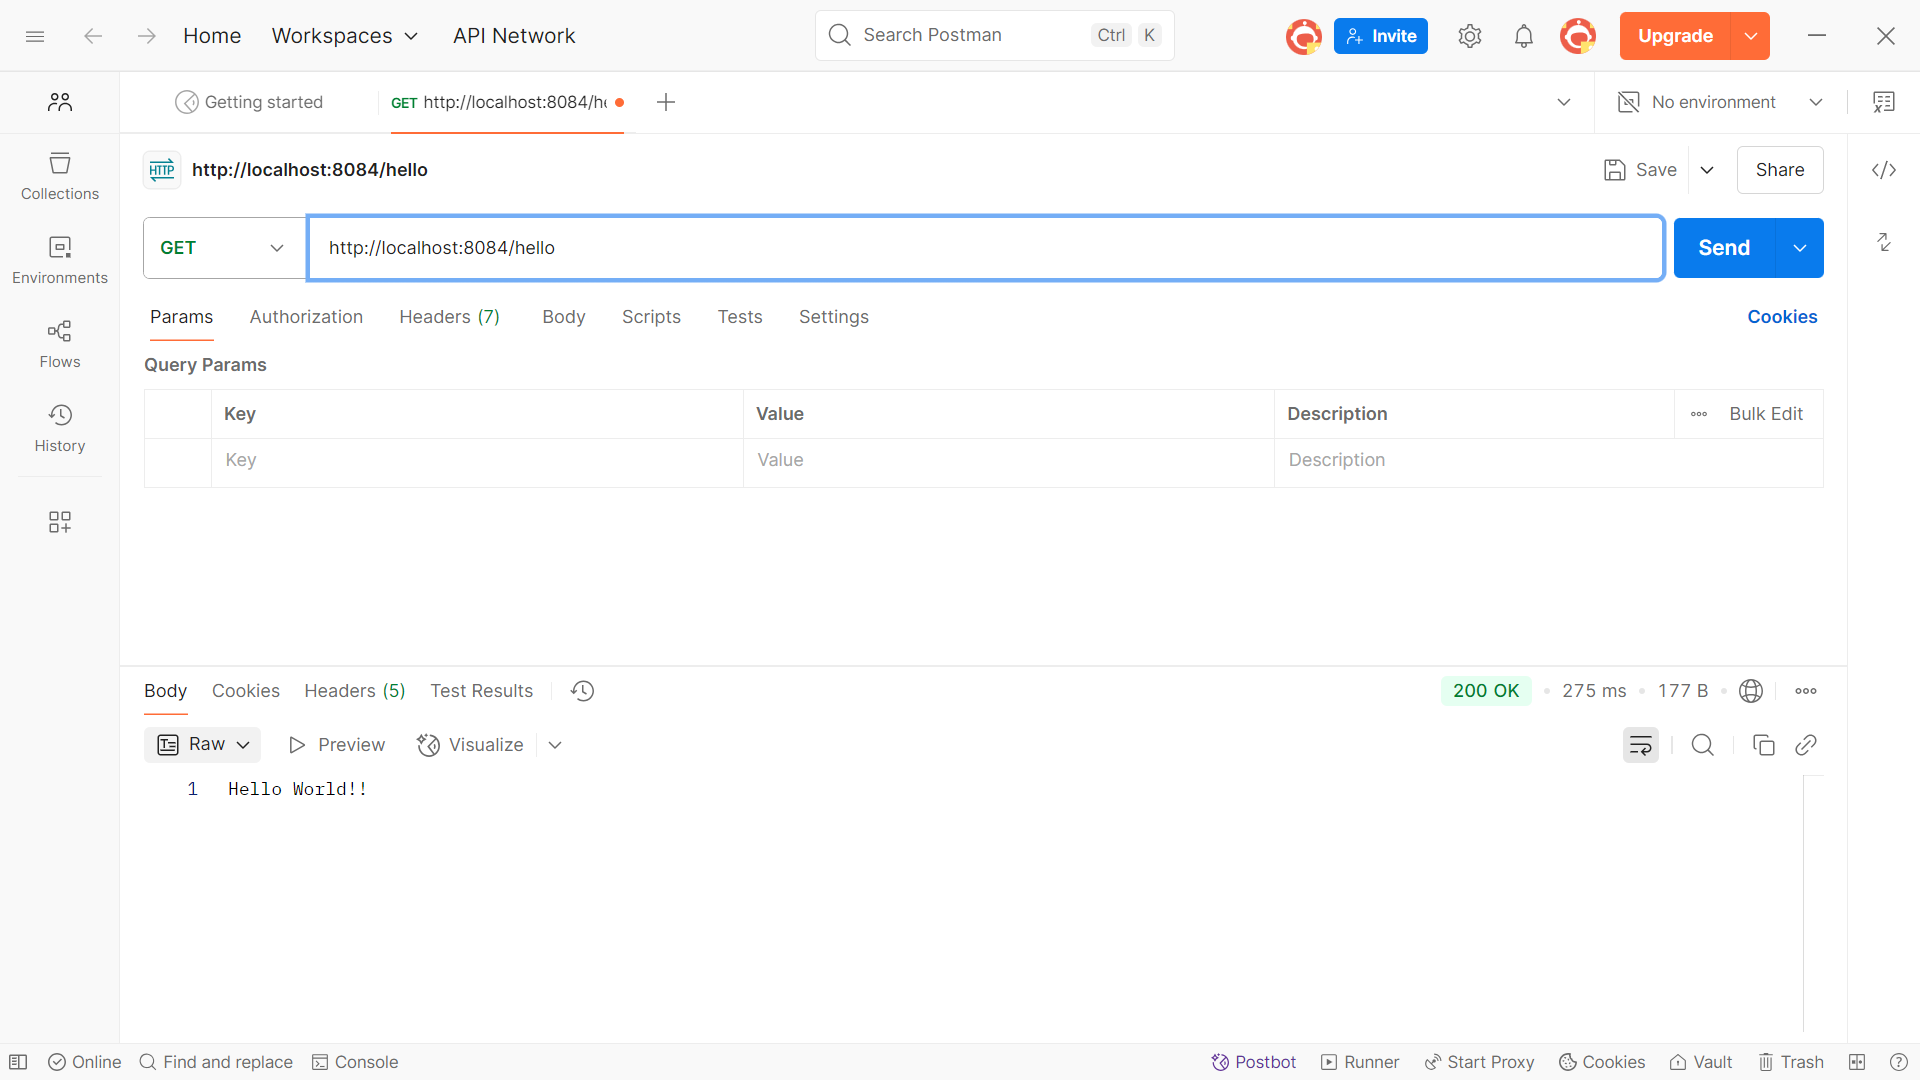 Home Workspaces API Network Search Postman Ctrl K Invite Upgrade
Getting started GET http://localhost:8084/he No environment
HTTP http://localhost:8084/hello Save Share
Collections
GET http://localhost:8084/hello Send
Environments
Params Authorization Headers (7) Body Scripts Tests Settings Cookies
Flows
Query Params
Key Value Description Bulk Edit
History
Key Value Description
Body Cookies Headers (5) Test Results 200 OK 275 ms 177 B
Raw Preview Visualize
1 Hello World!!
Online Find and replace Console Postbot Runner Start Proxy Cookies Vault Trash